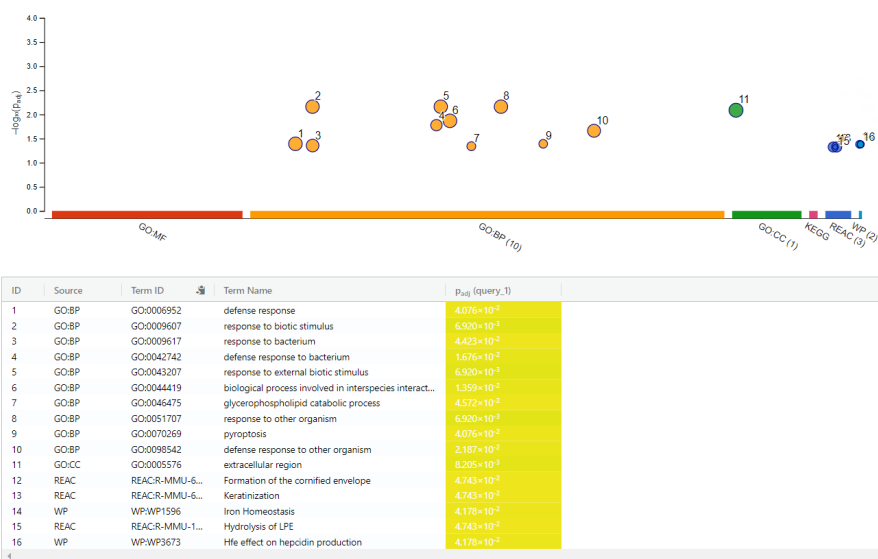 4.0
3.5
3.0
2.5
2.0
1.5
1.0
0.5
0.0
-log₁₀(p_adj)
1
2
3
4
5
6
7
8
9
10
11
15
16
GO:MF
GO:BP (10)
GO:CC (1)
KEGG
REAC (3)
WP (2)
ID Source Term ID Term Name p_adj (query_1)
1 GO:BP GO:0006952 defense response 4.076×10⁻²
2 GO:BP GO:0009607 response to biotic stimulus 6.920×10⁻³
3 GO:BP GO:0009617 response to bacterium 4.423×10⁻²
4 GO:BP GO:0042742 defense response to bacterium 1.676×10⁻²
5 GO:BP GO:0043207 response to external biotic stimulus 6.920×10⁻³
6 GO:BP GO:0044419 biological process involved in interspecies interact... 1.359×10⁻²
7 GO:BP GO:0046475 glycerophospholipid catabolic process 4.572×10⁻²
8 GO:BP GO:0051707 response to other organism 6.920×10⁻³
9 GO:BP GO:0070269 pyroptosis 4.076×10⁻²
10 GO:BP GO:0098542 defense response to other organism 2.187×10⁻²
11 GO:CC GO:0005576 extracellular region 8.205×10⁻³
12 REAC REAC:R-MMU-6... Formation of the cornified envelope 4.743×10⁻²
13 REAC REAC:R-MMU-6... Keratinization 4.743×10⁻²
14 WP WP:WP1596 Iron Homeostasis 4.178×10⁻²
15 REAC REAC:R-MMU-1... Hydrolysis of LPE 4.743×10⁻²
16 WP WP:WP3673 Hfe effect on hepcidin production 4.178×10⁻²